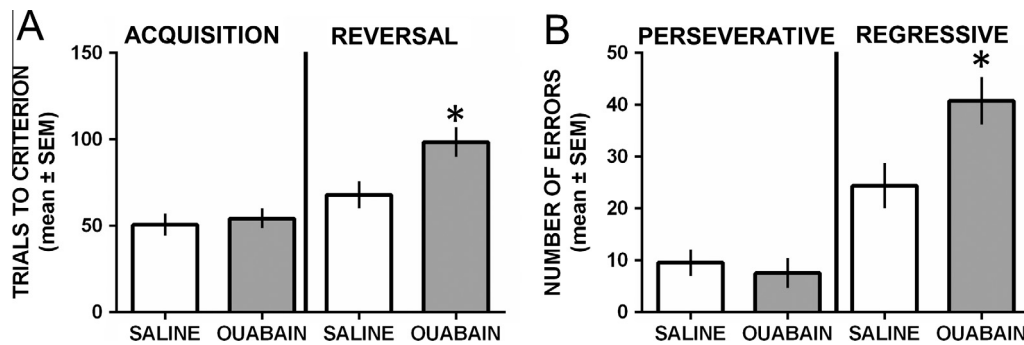 A
ACQUISITION REVERSAL
TRIALS TO CRITERION
(mean ± SEM)
150
100
50
0
*
SALINE OUABAIN SALINE OUABAIN
B
PERSEVERATIVE REGRESSIVE
NUMBER OF ERRORS
(mean ± SEM)
50
40
30
20
10
0
*
SALINE OUABAIN SALINE OUABAIN